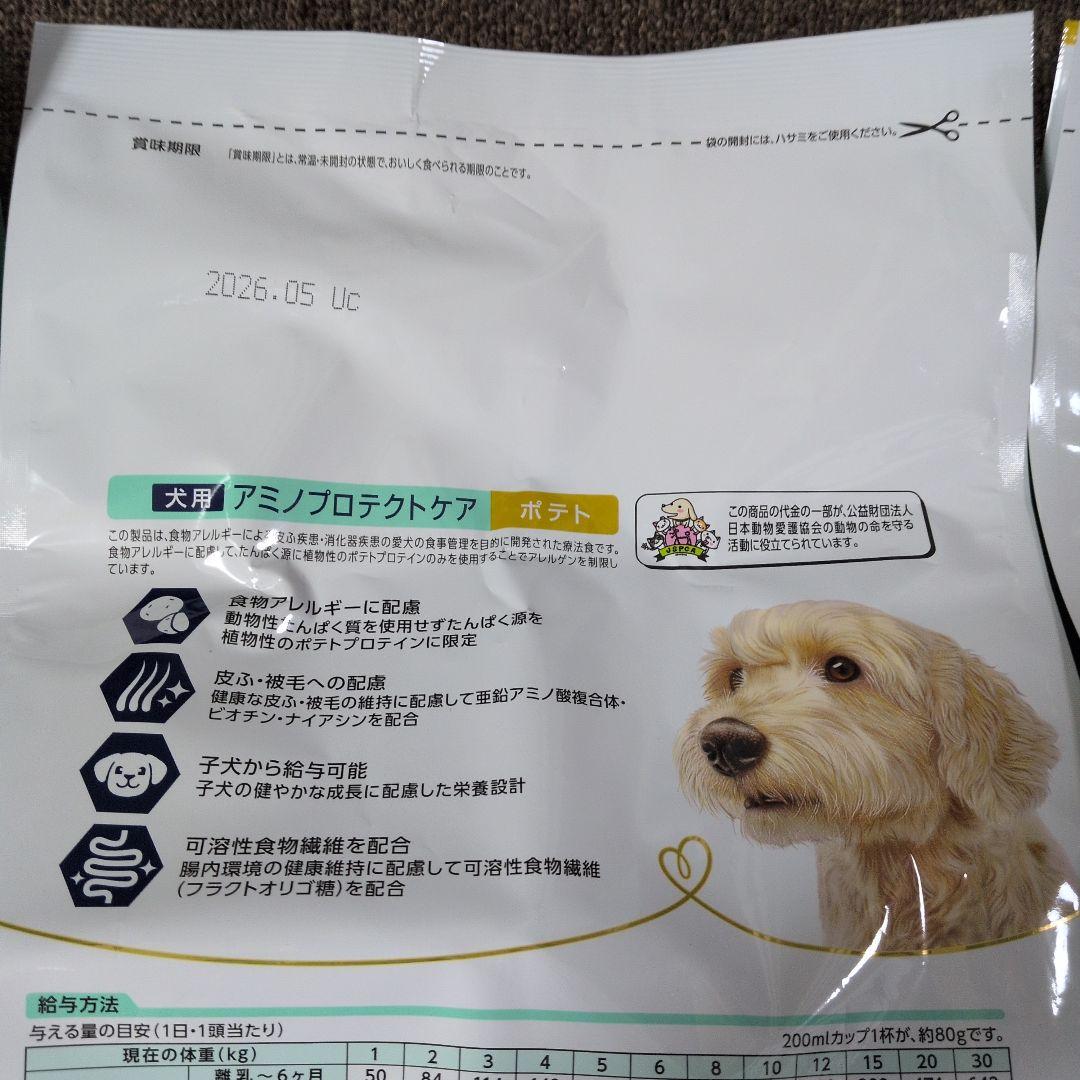 袋の開封には、ハサミをご使用ください。
賞味期限 「賞味期限」とは、常温・未開封の状態で、おいしく食べられる期限のことです。
2026.05 Uc
犬用 アミノプロテクトケア ポテト
この製品は、食物アレルギーによる皮ふ疾患・消化器疾患の愛犬の食事管理を目的に開発された療法食です。
食物アレルギーに配慮して、たんぱく源に植物性のポテトプロテインのみを使用することでアレルゲンを制限し
ています。
JSPCA
この商品の代金の一部が、公益財団法人
日本動物愛護協会の動物の命を守る
活動に役立てられています。
食物アレルギーに配慮
動物性たんぱく質を使用せずたんぱく源を
植物性のポテトプロテインに限定
皮ふ・被毛への配慮
健康な皮ふ・被毛の維持に配慮して亜鉛アミノ酸複合体・
ビオチン・ナイアシンを配合
子犬から給与可能
子犬の健やかな成長に配慮した栄養設計
可溶性食物繊維を配合
腸内環境の健康維持に配慮して可溶性食物繊維
(フラクトオリゴ糖)を配合
給与方法
与える量の目安(1日・1頭当たり)
200mlカップ1杯が、約80gです。
現在の体重(kg) 1 2 3 4 5 6 8 10 12 15 20 30
離乳～6ヶ月 50 84